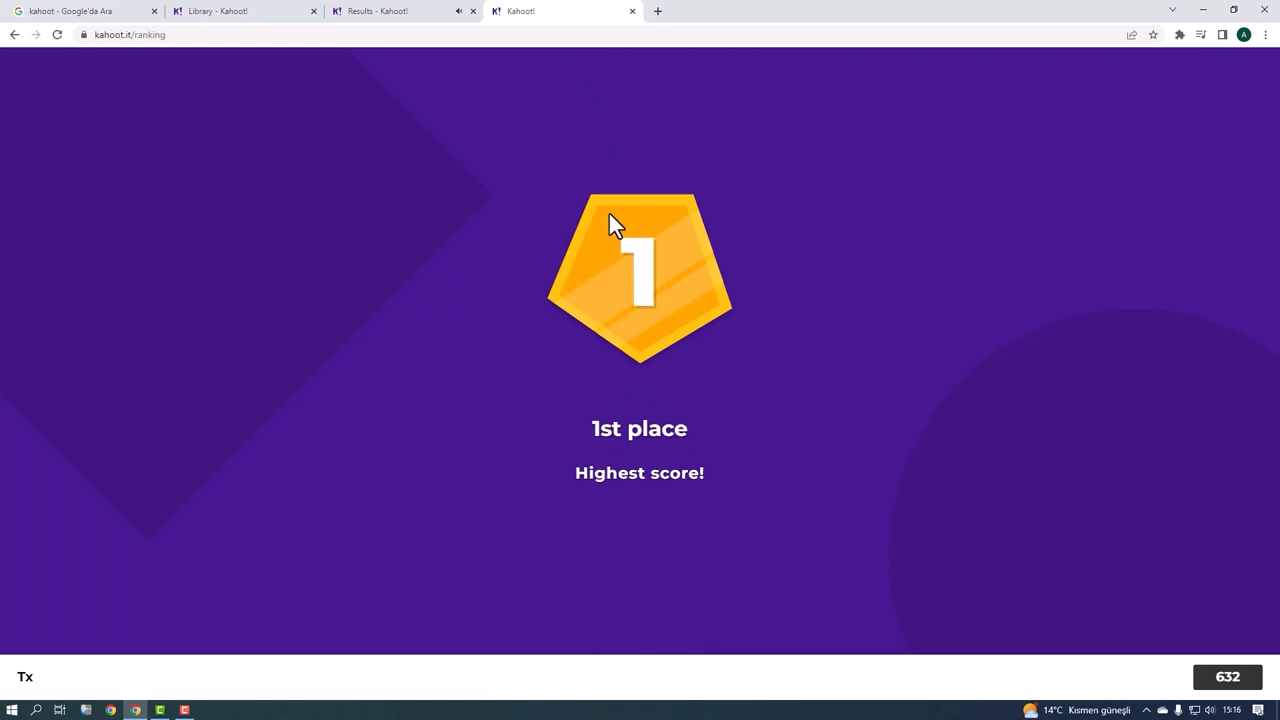 kahoot - Google'da Ara
K! Library - Kahoot!
K! Results - Kahoot!
K! Kahoot!
kahoot.it/ranking
A
1
1st place
Highest score!
Tx
632
14°C Kısmen güneşli
15:16